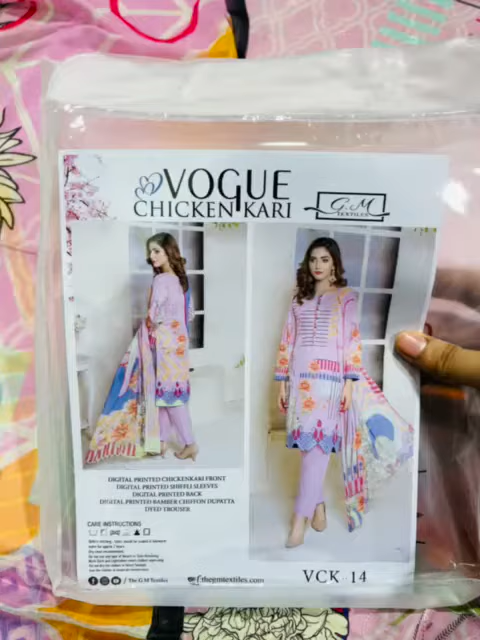 VOGUE
CHICKEN KARI
G.M
TEXTILES
DIGITAL PRINTED CHICKENKARI FROST
DIGITAL PRINTED SHIEFLI SLEEVES
DIGITAL PRINTED BACK
DIGITAL PRINTED BAMBER CHIFFON DUPATTA
DYED TROUSER
CARE INSTRUCTIONS
/ The G.M Textiles
/thegmtextiles.com
VCK 14